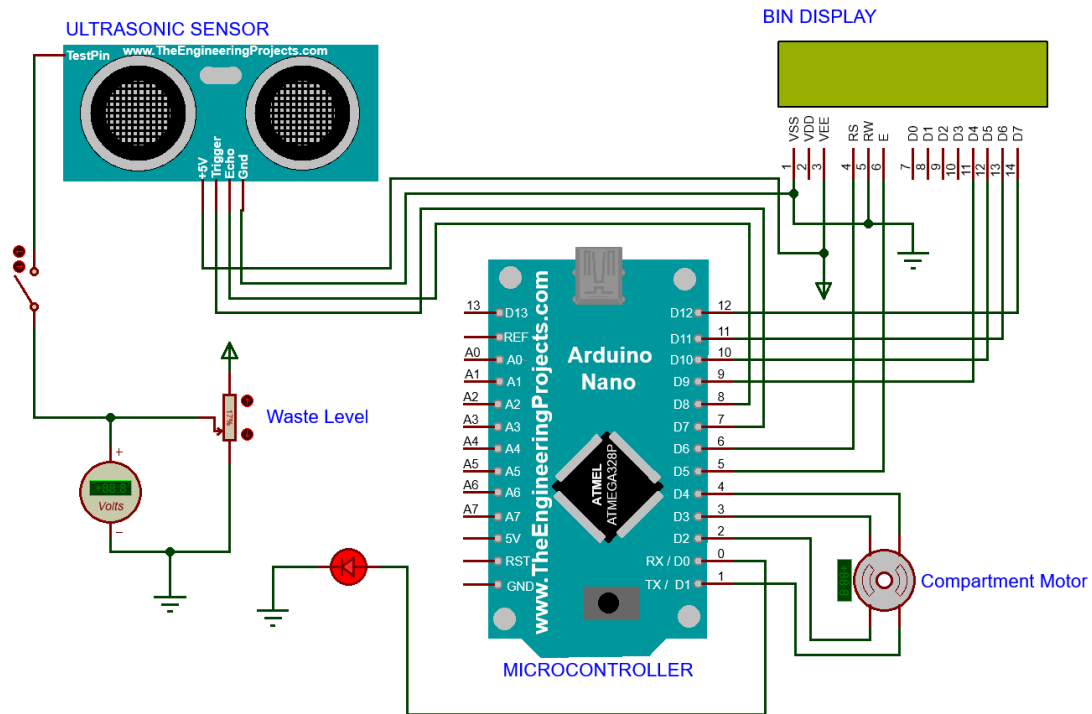 BIN DISPLAY
ULTRASONIC SENSOR
www.TheEngineeringProjects.com
TestPin
+5V
Trigger
Echo
Gnd
VSS
VDD
VEE
RS
RW
E
D0
D1
D2
D3
D4
D5
D6
D7
1
2
3
4
5
6
7
8
9
10
11
12
13
14
www.TheEngineeringProjects.com
Arduino
Nano
ATMEL
ATMEGA328P
13 D13
REF
A0 A0
A1 A1
A2 A2
A3 A3
A4 A4
A5 A5
A6 A6
A7 A7
5V
RST
GND
D12 12
D11 11
D10 10
D9 9
D8 8
D7 7
D6 6
D5 5
D4 4
D3 3
D2 2
RX / D0 0
TX / D1 1
17%
Waste Level
+
+88.8
Volts
−
+88.8
Compartment Motor
MICROCONTROLLER